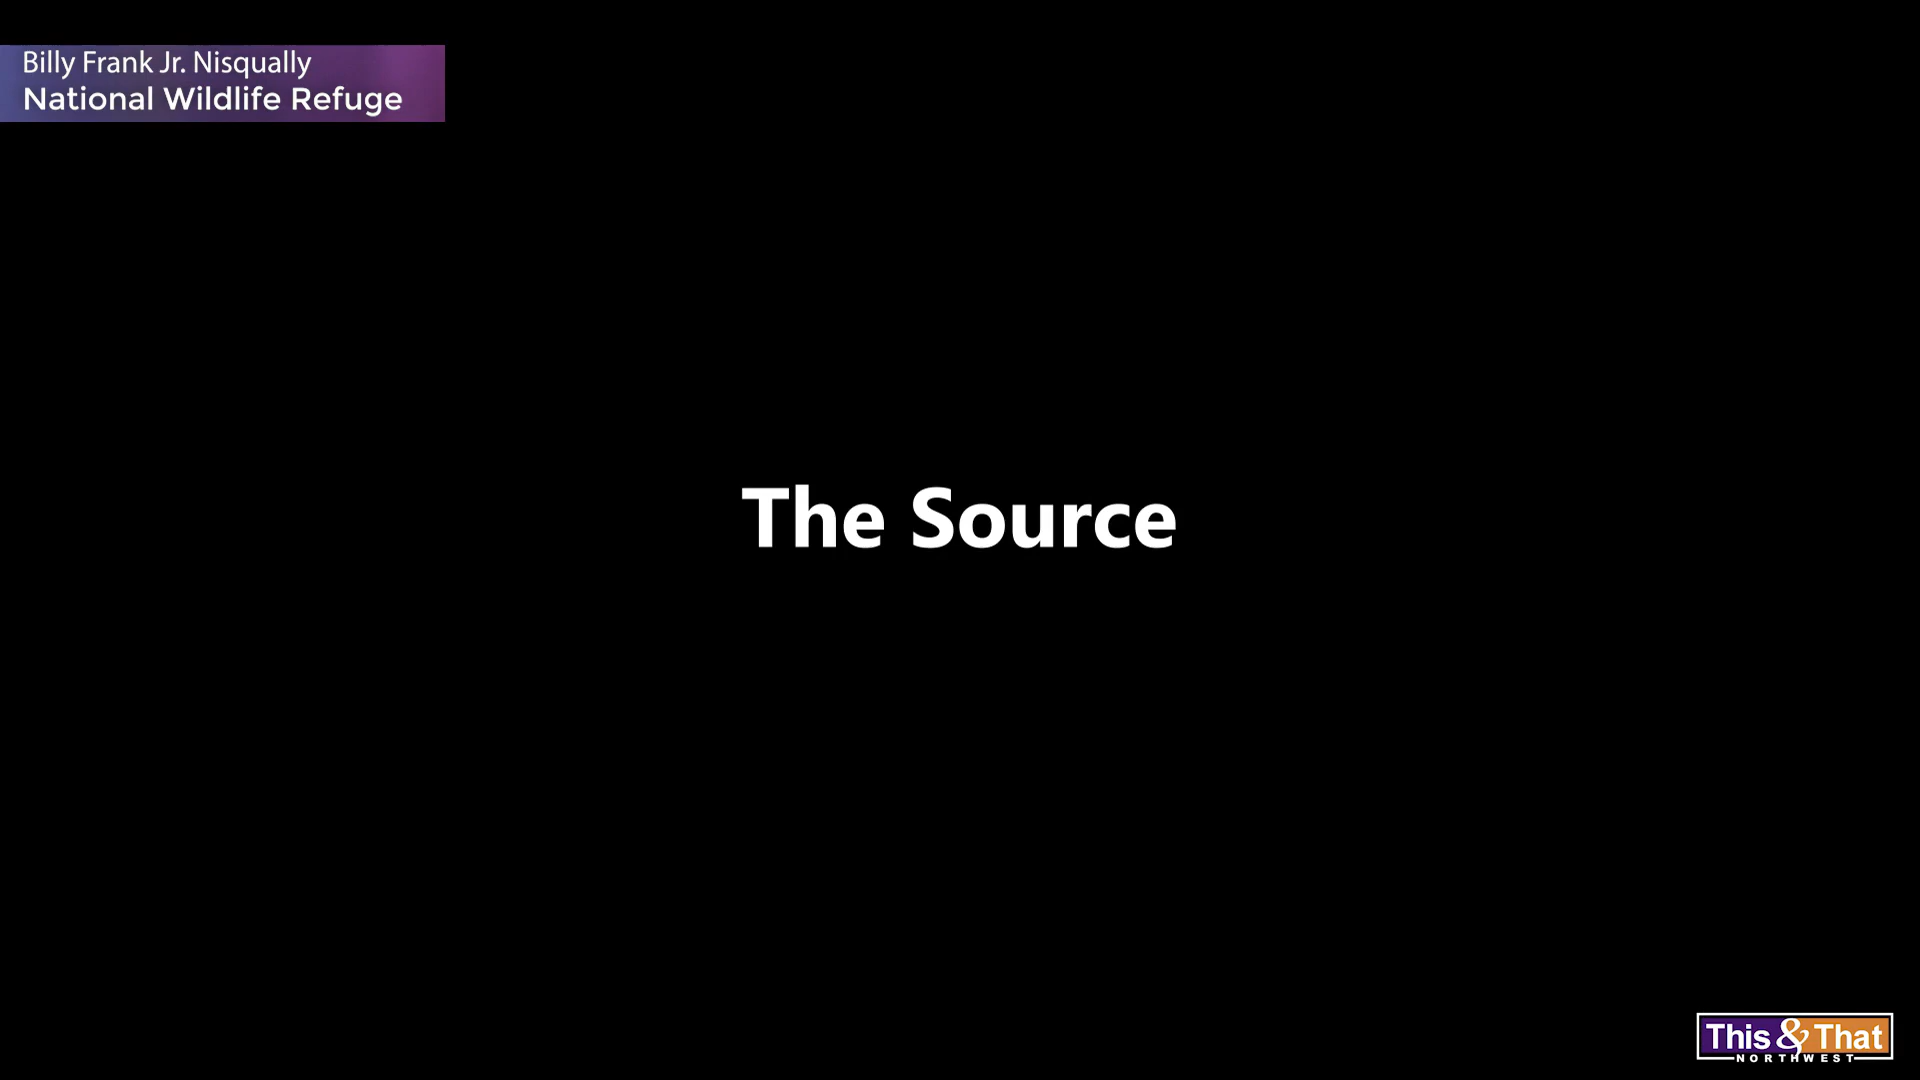 Billy Frank Jr. Nisqually
National Wildlife Refuge
The Source
This & That
NORTHWEST